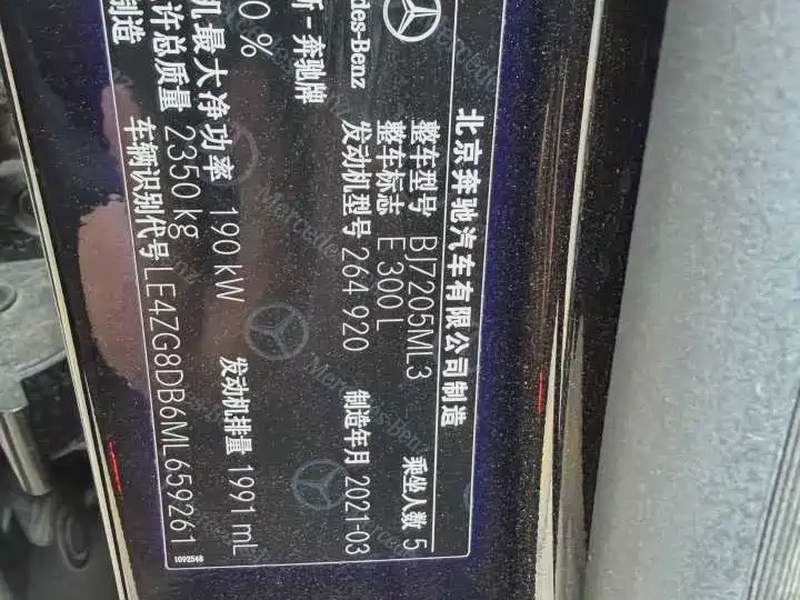 北京奔驰汽车有限公司制造
整车型号 BJ7205ML3
乘坐人数 5
整车标志 E 300 L
发动机型号 264 920
制造年月 2021-03
des-Benz
奔驰牌
0 %
机最大净功率 190 kW
发动机排量 1991 mL
许总质量 2350 kg
车辆识别代号 LE4ZG8DB6ML659261
制造
1092548
Mercedes-Benz